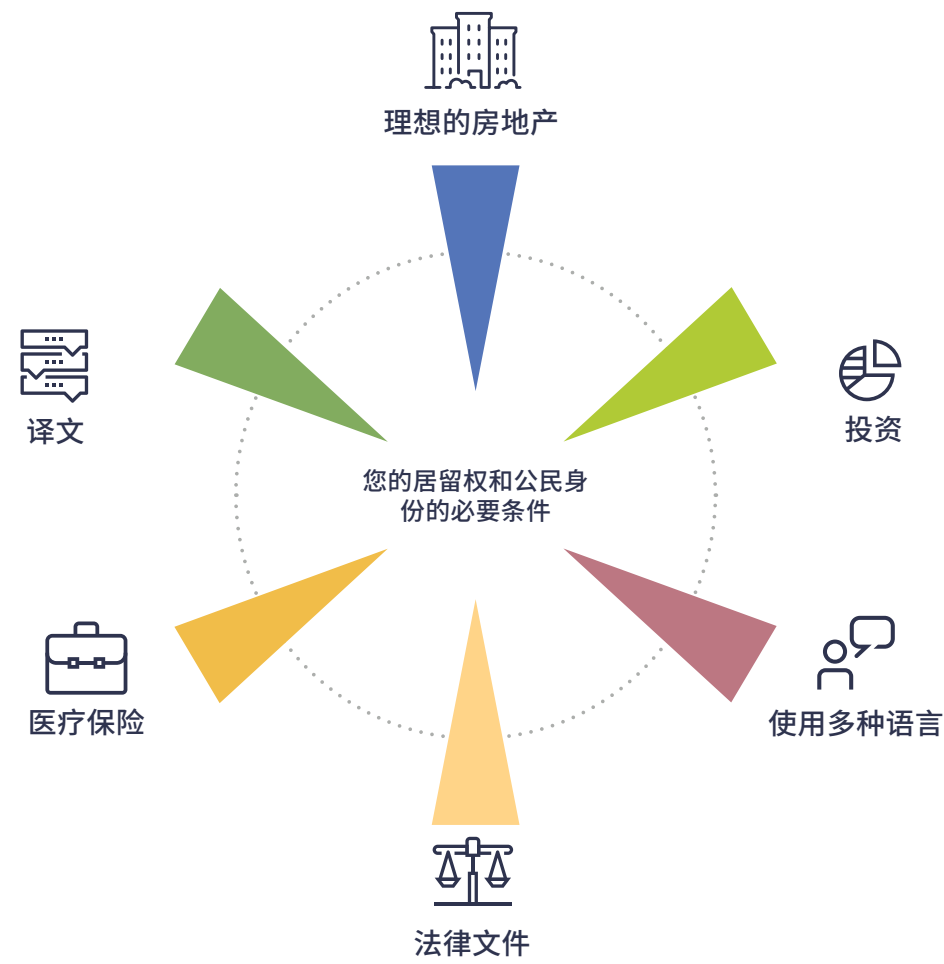 理想的房地产
译文
投资
您的居留权和公民身
份的必要条件
医疗保险
使用多种语言
法律文件